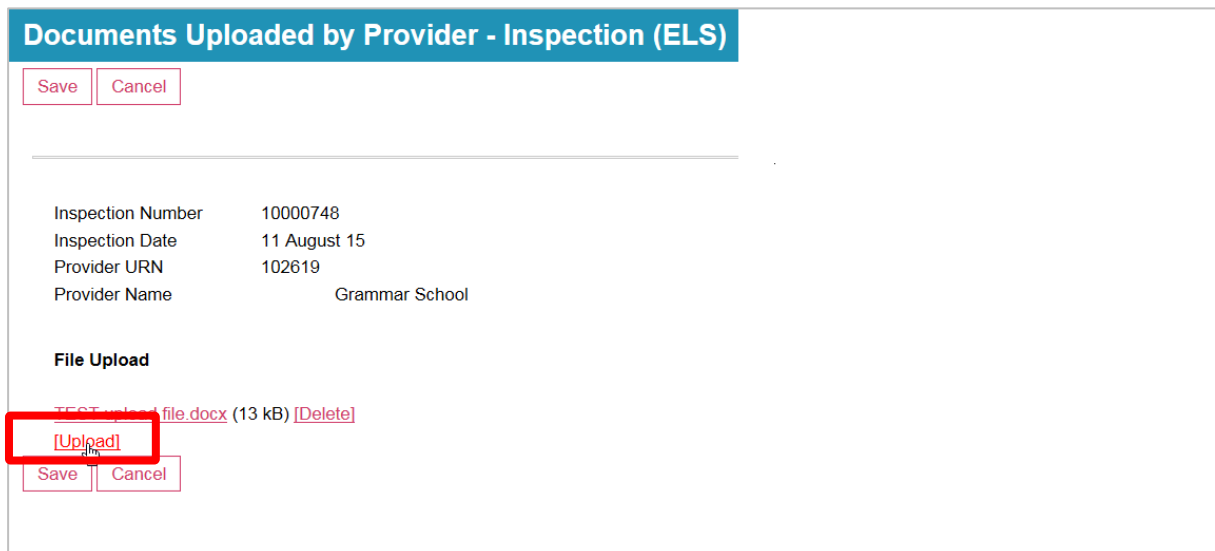 Documents Uploaded by Provider - Inspection (ELS)
Save Cancel
Inspection Number 10000748
Inspection Date 11 August 15
Provider URN 102619
Provider Name Grammar School
File Upload
TEST upload file.docx (13 kB) [Delete]
[Upload]
Save Cancel